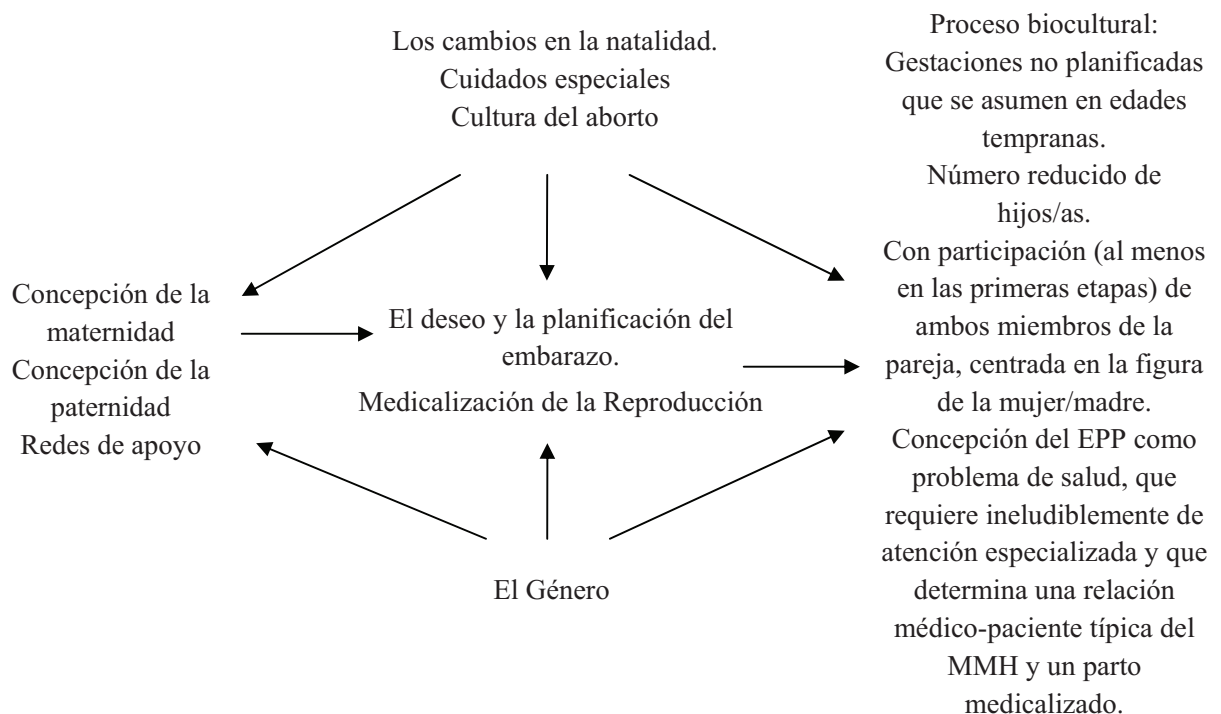 Los cambios en la natalidad.
Cuidados especiales
Cultura del aborto
Concepción de la
maternidad
Concepción de la
paternidad
Redes de apoyo
El deseo y la planificación del
embarazo.
Medicalización de la Reproducción
El Género
Proceso biocultural:
Gestaciones no planificadas
que se asumen en edades
tempranas.
Número reducido de
hijos/as.
Con participación (al menos
en las primeras etapas) de
ambos miembros de la
pareja, centrada en la figura
de la mujer/madre.
Concepción del EPP como
problema de salud, que
requiere ineludiblemente de
atención especializada y que
determina una relación
médico-paciente típica del
MMH y un parto
medicalizado.